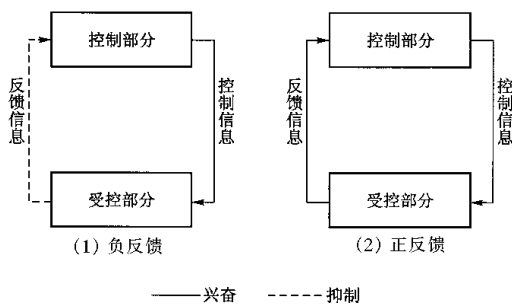 控制部分
反馈信息
控制信息
受控部分
(1) 负反馈
控制部分
反馈信息
控制信息
受控部分
(2) 正反馈
兴奋
抑制